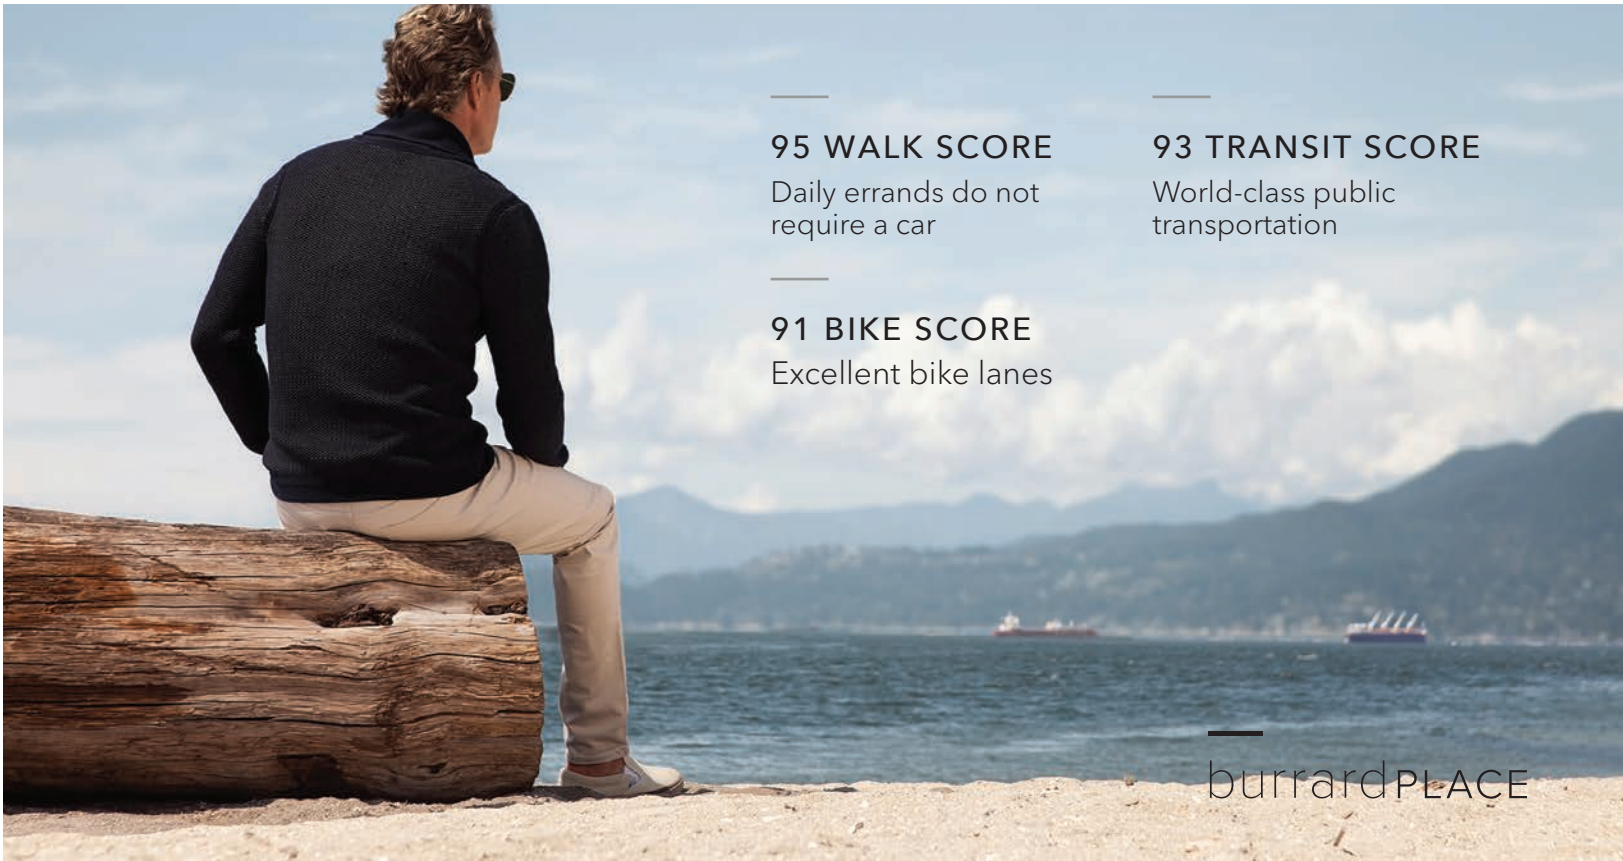 95 WALK SCORE
Daily errands do not
require a car
93 TRANSIT SCORE
World-class public
transportation
91 BIKE SCORE
Excellent bike lanes
burrardPLACE